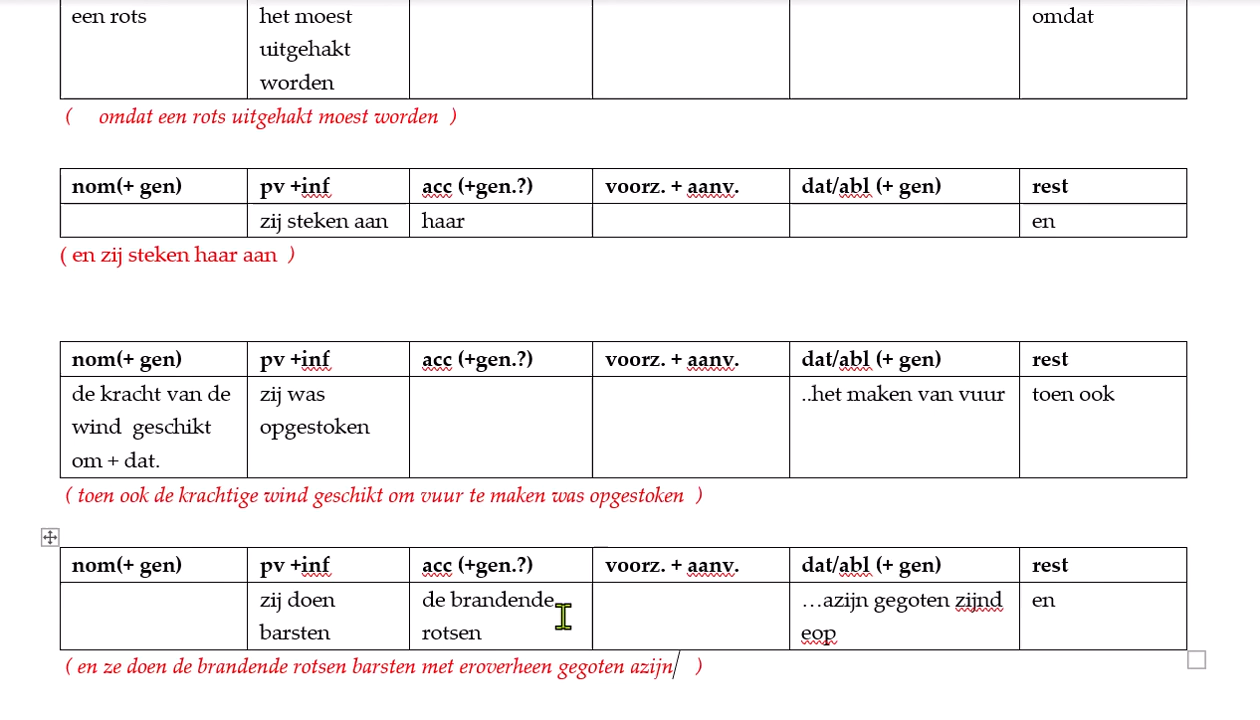 een rots het moest omdat
uitgehakt
worden
( omdat een rots uitgehakt moest worden )
nom(+ gen) pv +inf acc (+gen.?) voorz. + aanv. dat/abl (+ gen) rest
zij steken aan haar en
( en zij steken haar aan )
nom(+ gen) pv +inf acc (+gen.?) voorz. + aanv. dat/abl (+ gen) rest
de kracht van de zij was ..het maken van vuur toen ook
wind geschikt opgestoken
om + dat.
( toen ook de krachtige wind geschikt om vuur te maken was opgestoken )
nom(+ gen) pv +inf acc (+gen.?) voorz. + aanv. dat/abl (+ gen) rest
zij doen de brandende ...azijn gegoten zijnd en
barsten rotsen eop
( en ze doen de brandende rotsen barsten met eroverheen gegoten azijn )